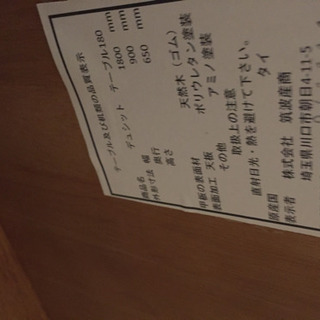 テーブル及び机類の品質表示
商品名 デュシット テーブル180
外形寸法 幅 1800 mm
奥行 900 mm
高さ 650 mm
甲板の表面材 天然木(ゴム)
表面加工 天板 ポリウレタン塗装
その他 アミノ塗装
取扱上の注意
直射日光・熱を避けて下さい。
原産国 タイ
表示者 株式会社 筑波産商
埼玉県川口市朝日4-11-5